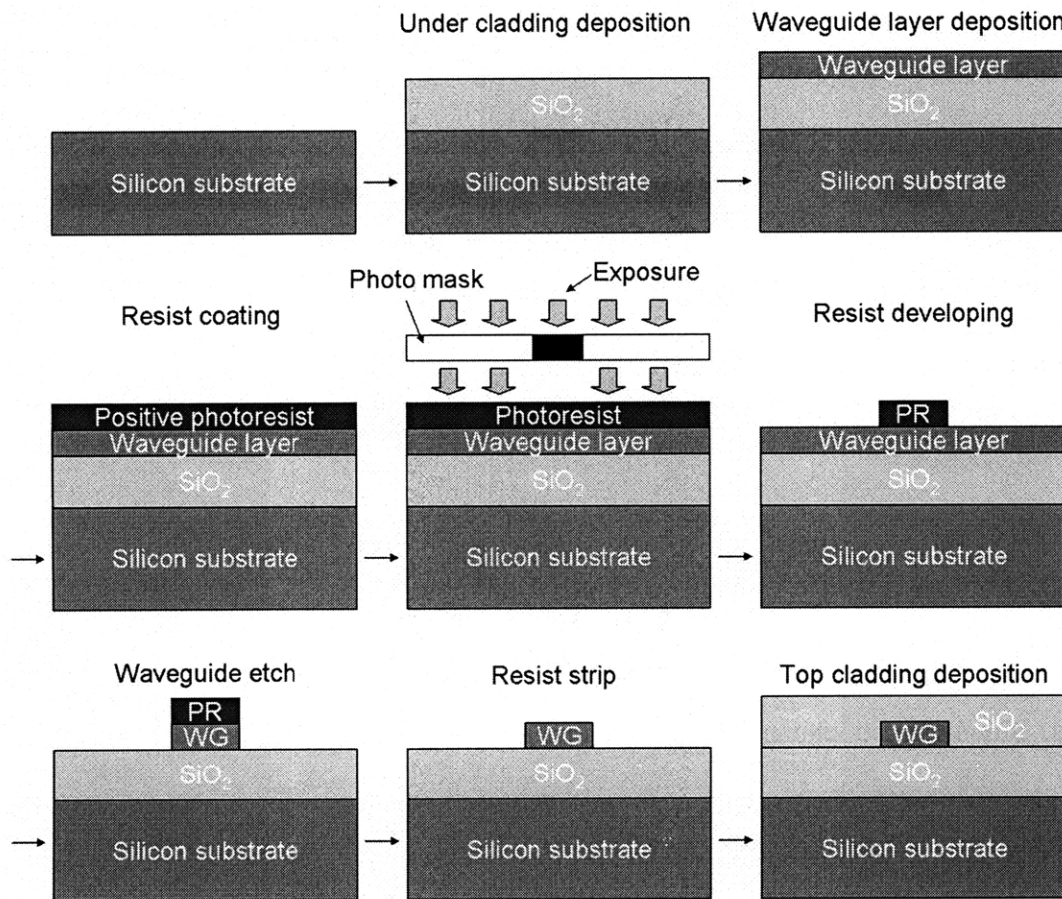 Under cladding deposition
Waveguide layer deposition
Silicon substrate
SiO₂
Silicon substrate
Waveguide layer
SiO₂
Silicon substrate
Resist coating
Positive photoresist
Waveguide layer
SiO₂
Silicon substrate
Photo mask
Exposure
Photoresist
Waveguide layer
SiO₂
Silicon substrate
Resist developing
PR
Waveguide layer
SiO₂
Silicon substrate
Waveguide etch
PR
WG
SiO₂
Silicon substrate
Resist strip
WG
SiO₂
Silicon substrate
Top cladding deposition
SiO₂
WG
SiO₂
Silicon substrate